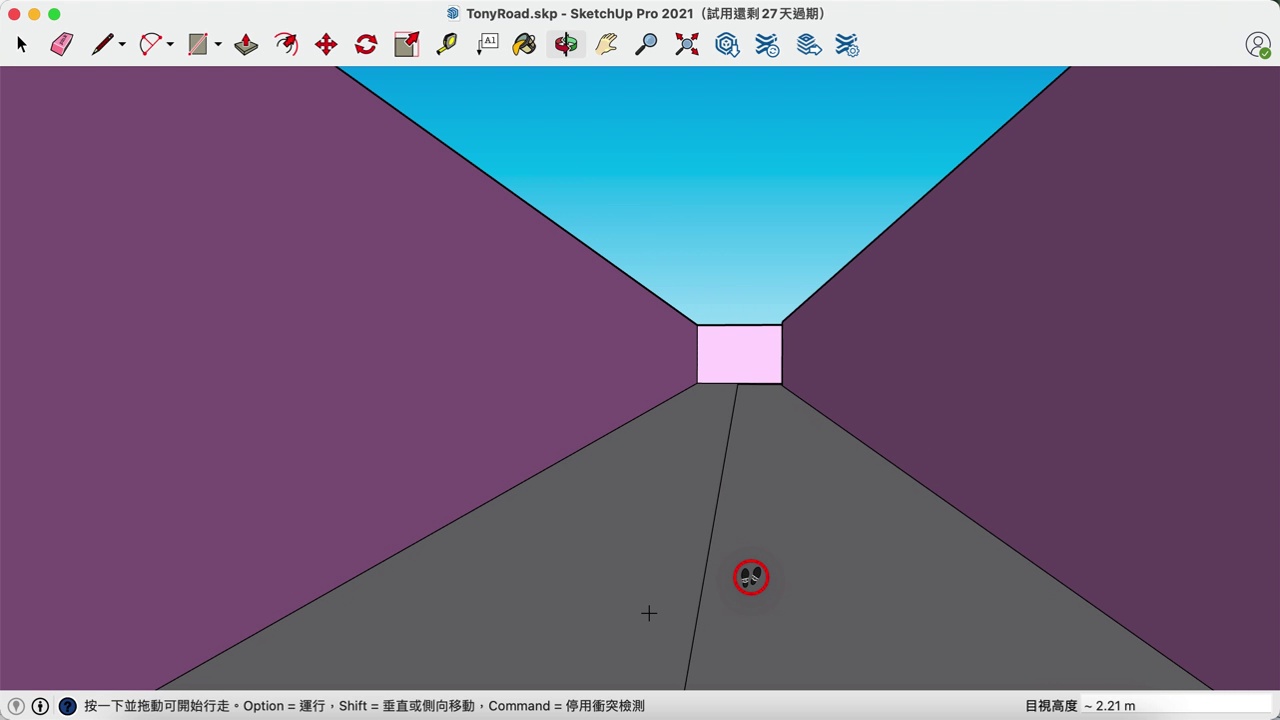 TonyRoad.skp - SketchUp Pro 2021（試用還剩 27 天過期）
A1
按一下並拖動可開始行走。Option = 運行，Shift = 垂直或側向移動，Command = 停用衝突檢測
目視高度 ~ 2.21 m